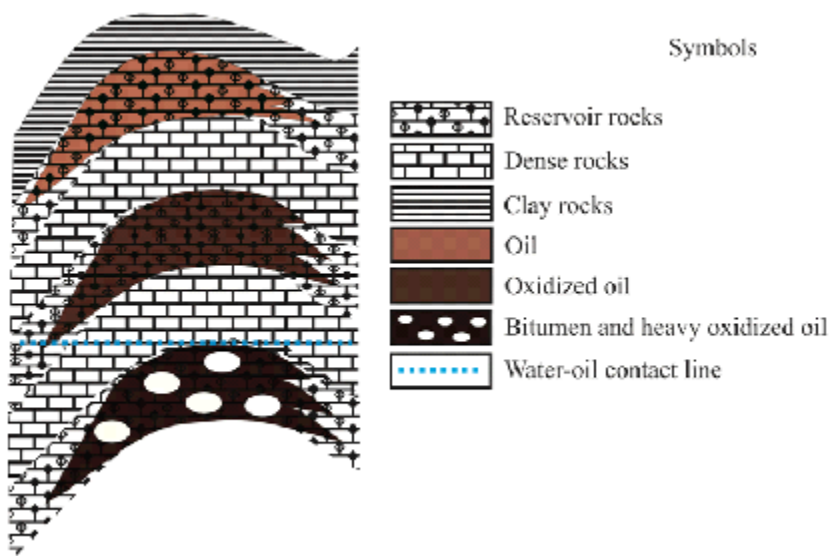 Symbols
Reservoir rocks
Dense rocks
Clay rocks
Oil
Oxidized oil
Bitumen and heavy oxidized oil
Water-oil contact line